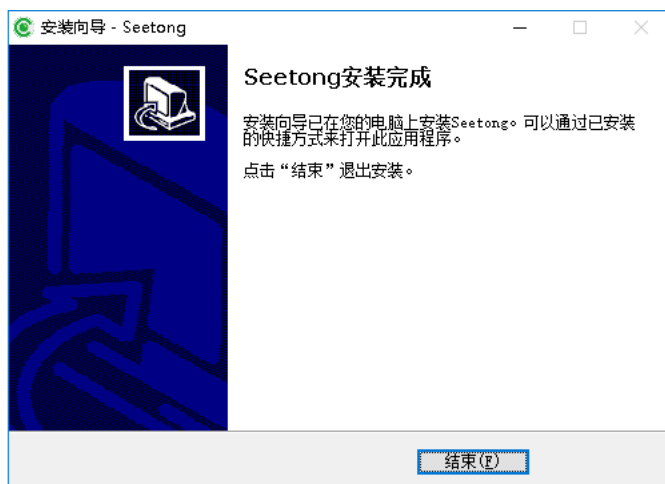 安装向导 - Seetong
Seetong安装完成
安装向导已在您的电脑上安装Seetong。可以通过已安装
的快捷方式来打开此应用程序。
点击“结束”退出安装。
结束(F)